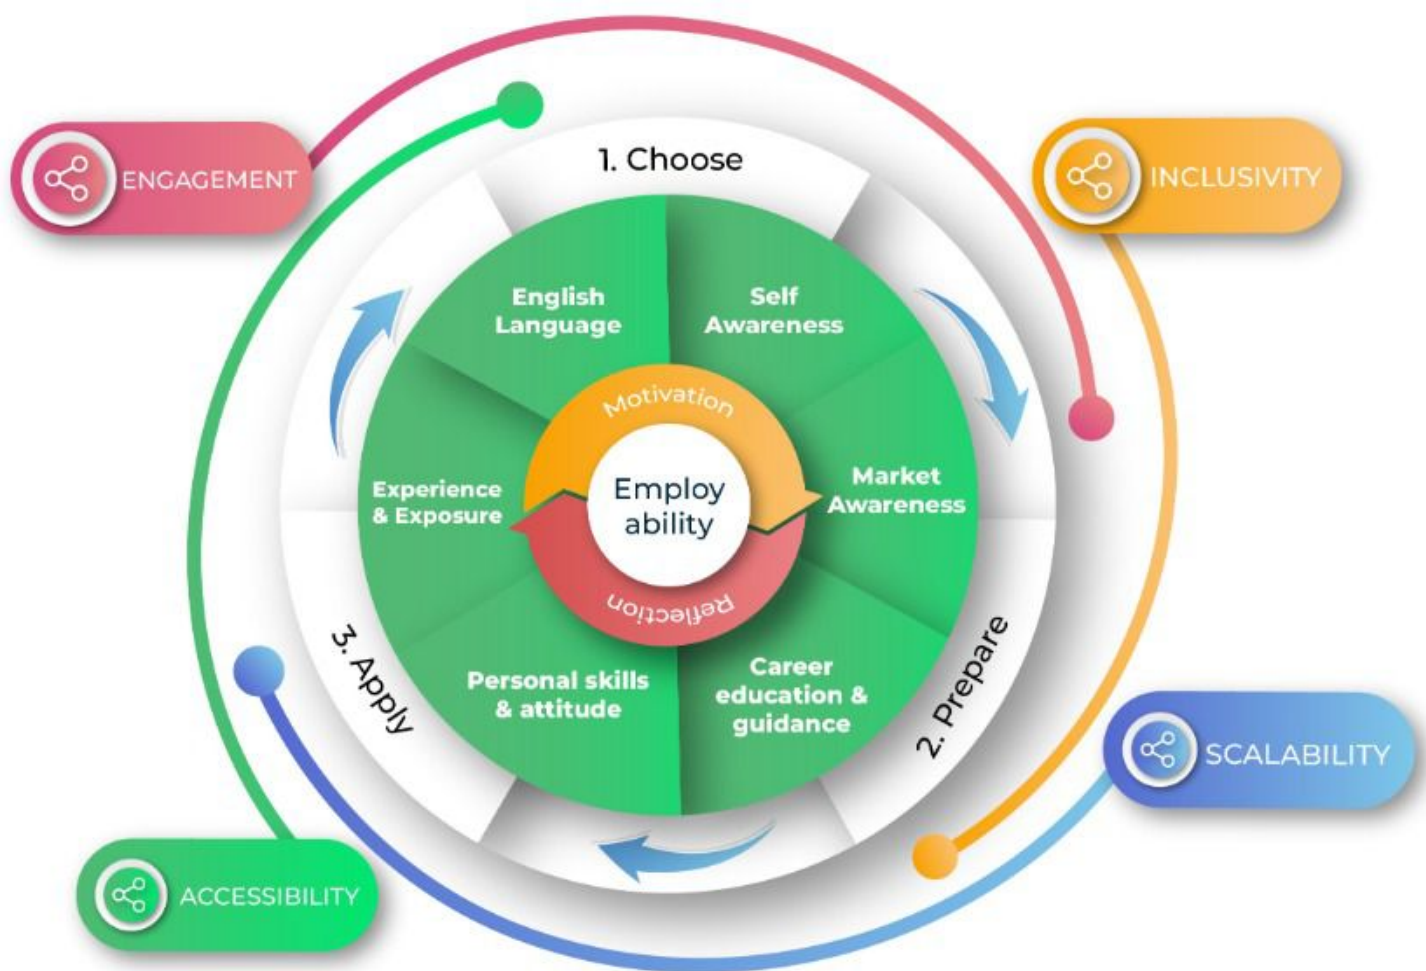 1. Choose
ENGAGEMENT
INCLUSIVITY
English
Language
Self
Awareness
Motivation
Experience
& Exposure
Employ
ability
Market
Awareness
Reflection
3. Apply
Personal skills
& attitude
Career
education &
guidance
2. Prepare
SCALABILITY
ACCESSIBILITY